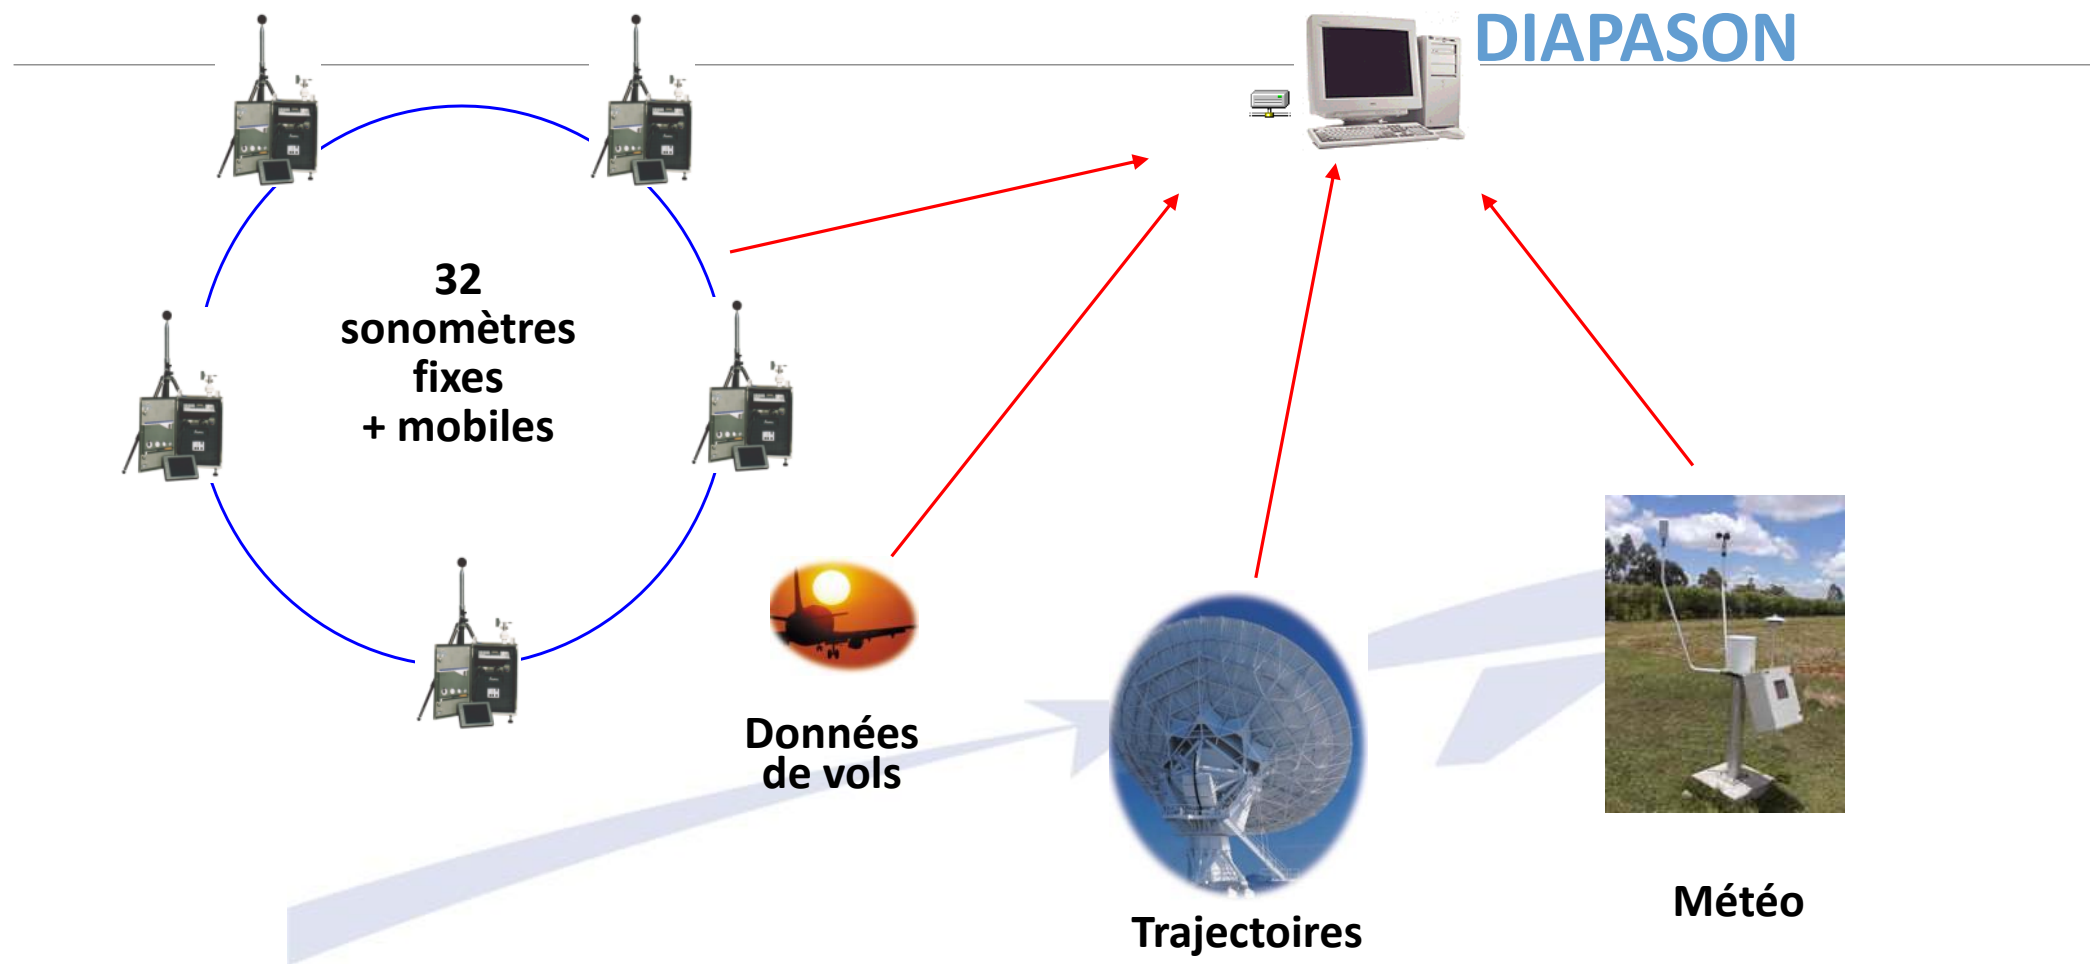 DIAPASON
32
sonomètres
fixes
+ mobiles
Données
de vols
Trajectoires
Météo